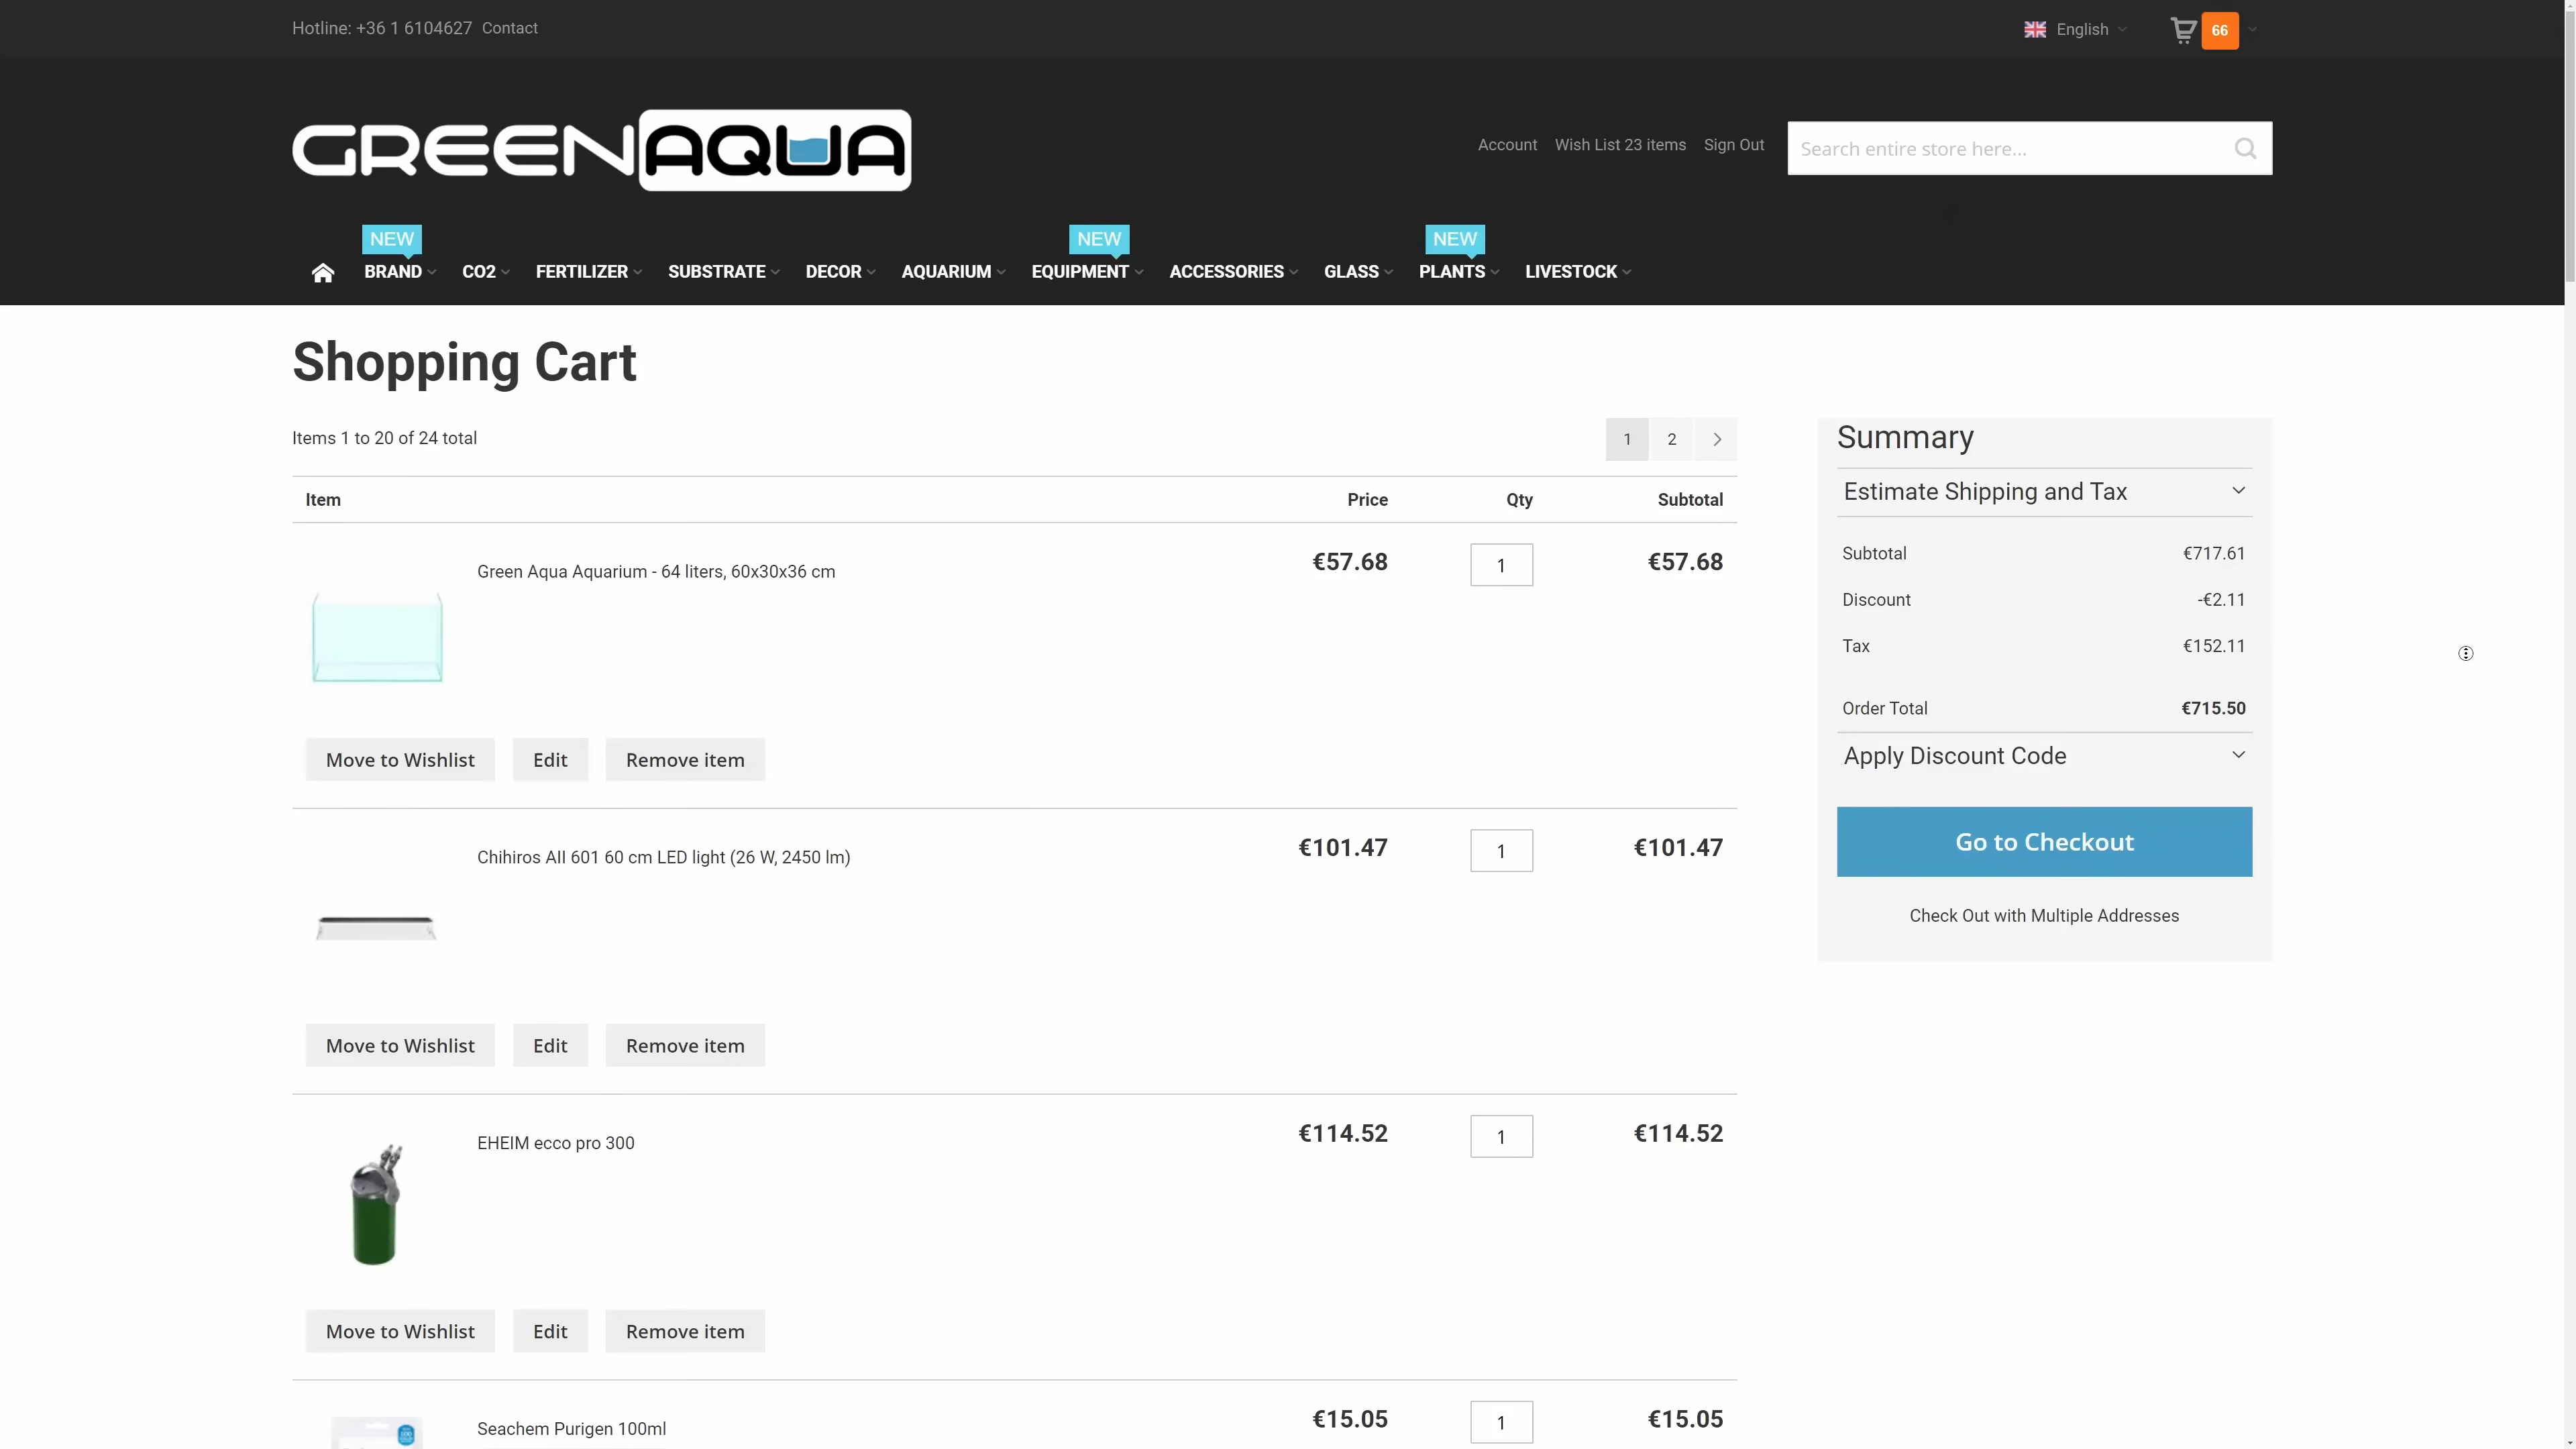 Hotline: +36 1 6104627 Contact
English
66
GREENAQUA
Account Wish List 23 items Sign Out
Search entire store here...
NEW NEW NEW
BRAND CO2 FERTILIZER SUBSTRATE DECOR AQUARIUM EQUIPMENT ACCESSORIES GLASS PLANTS LIVESTOCK
Shopping Cart
Items 1 to 20 of 24 total
1 2
Item Price Qty Subtotal
Green Aqua Aquarium - 64 liters, 60x30x36 cm €57.68 1 €57.68
Move to Wishlist Edit Remove item
Chihiros AII 601 60 cm LED light (26 W, 2450 lm) €101.47 1 €101.47
Move to Wishlist Edit Remove item
EHEIM ecco pro 300 €114.52 1 €114.52
Move to Wishlist Edit Remove item
Seachem Purigen 100ml €15.05 1 €15.05
Summary
Estimate Shipping and Tax
Subtotal €717.61
Discount -€2.11
Tax €152.11
Order Total €715.50
Apply Discount Code
Go to Checkout
Check Out with Multiple Addresses